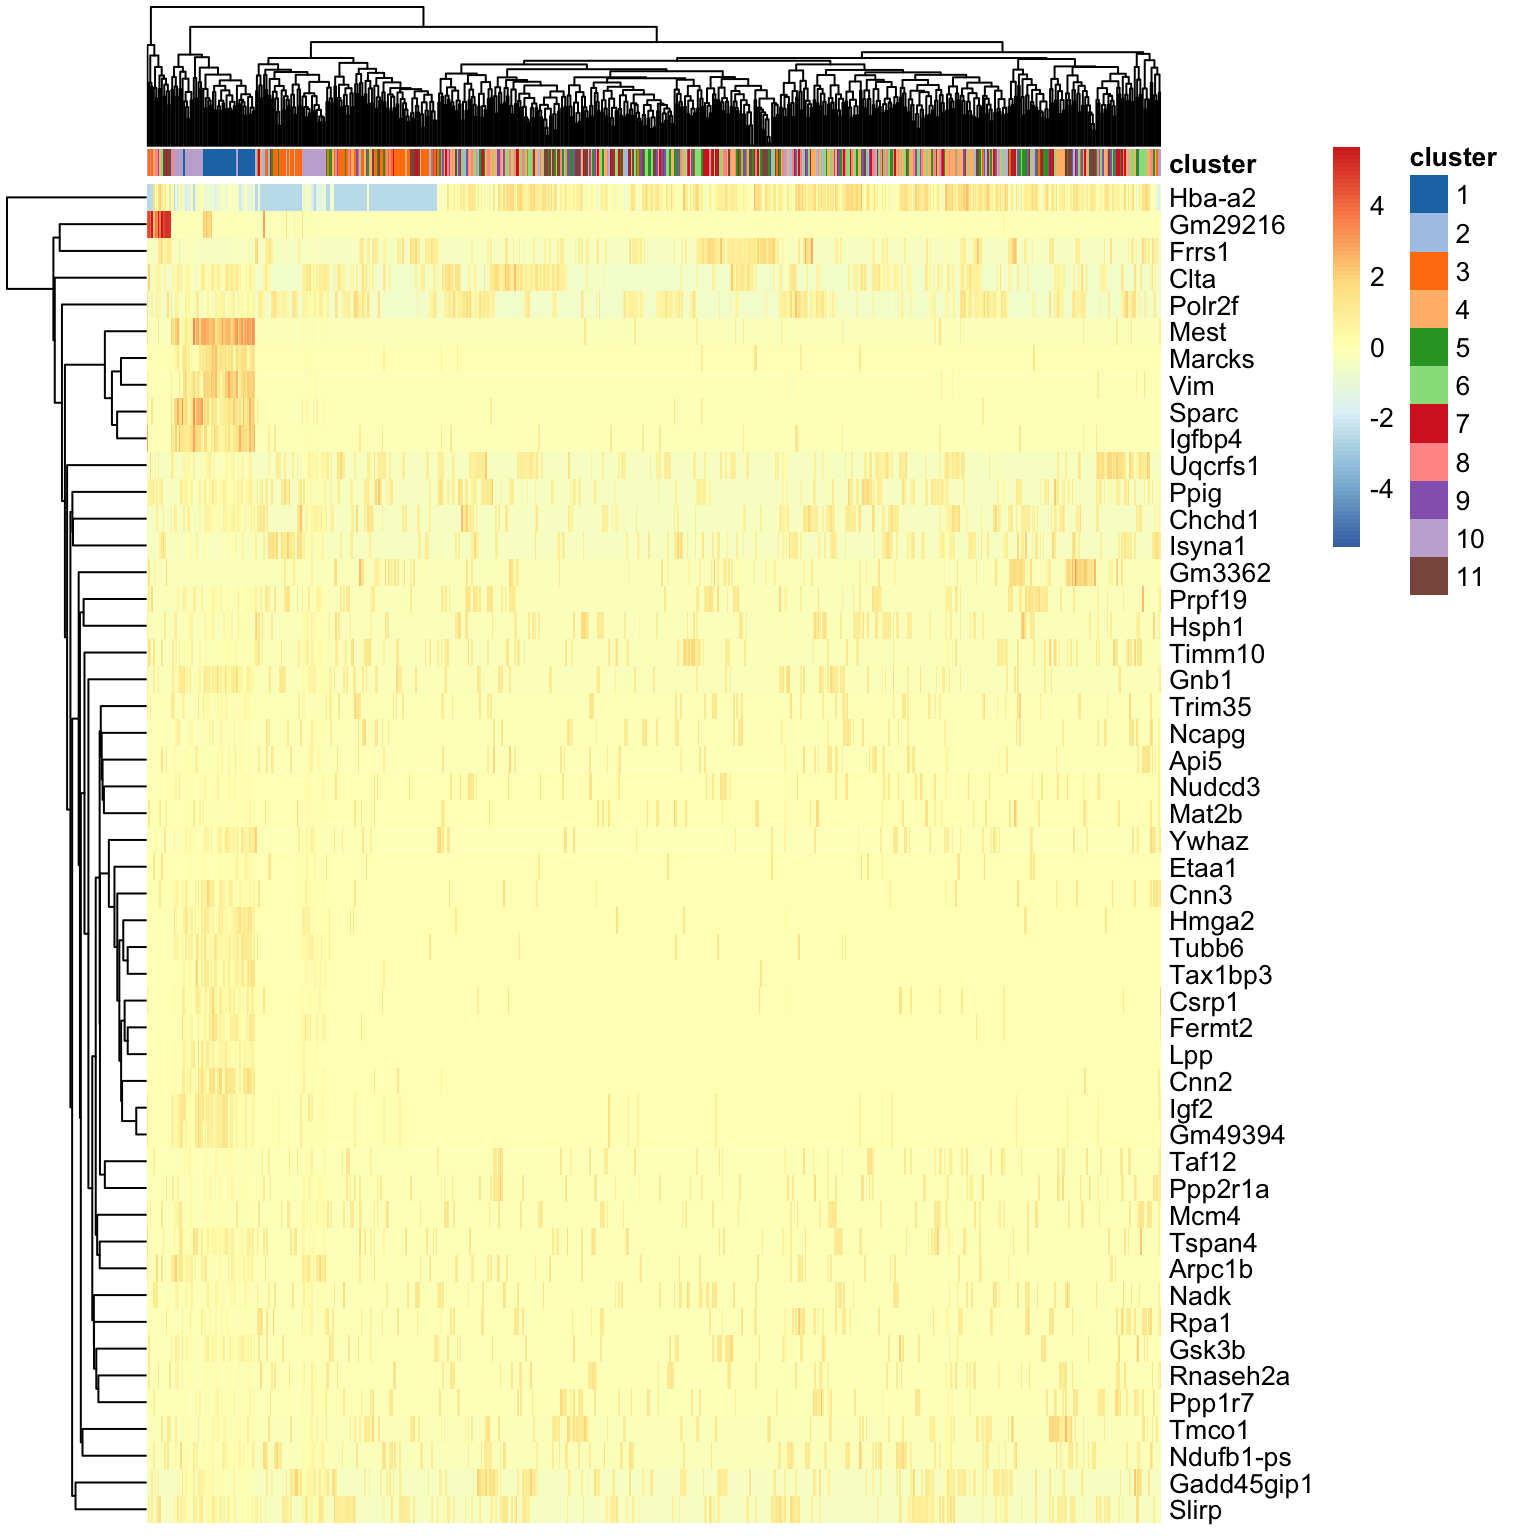 cluster
Hba-a2
Gm29216
Frrs1
Clta
Polr2f
Mest
Marcks
Vim
Sparc
Igfbp4
Uqcrfs1
Ppig
Chchd1
Isyna1
Gm3362
Prpf19
Hsph1
Timm10
Gnb1
Trim35
Ncapg
Api5
Nudcd3
Mat2b
Ywhaz
Etaa1
Cnn3
Hmga2
Tubb6
Tax1bp3
Csrp1
Fermt2
Lpp
Cnn2
Igf2
Gm49394
Taf12
Ppp2r1a
Mcm4
Tspan4
Arpc1b
Nadk
Rpa1
Gsk3b
Rnaseh2a
Ppp1r7
Tmco1
Ndufb1-ps
Gadd45gip1
Slirp
4
2
0
-2
-4
cluster
1
2
3
4
5
6
7
8
9
10
11